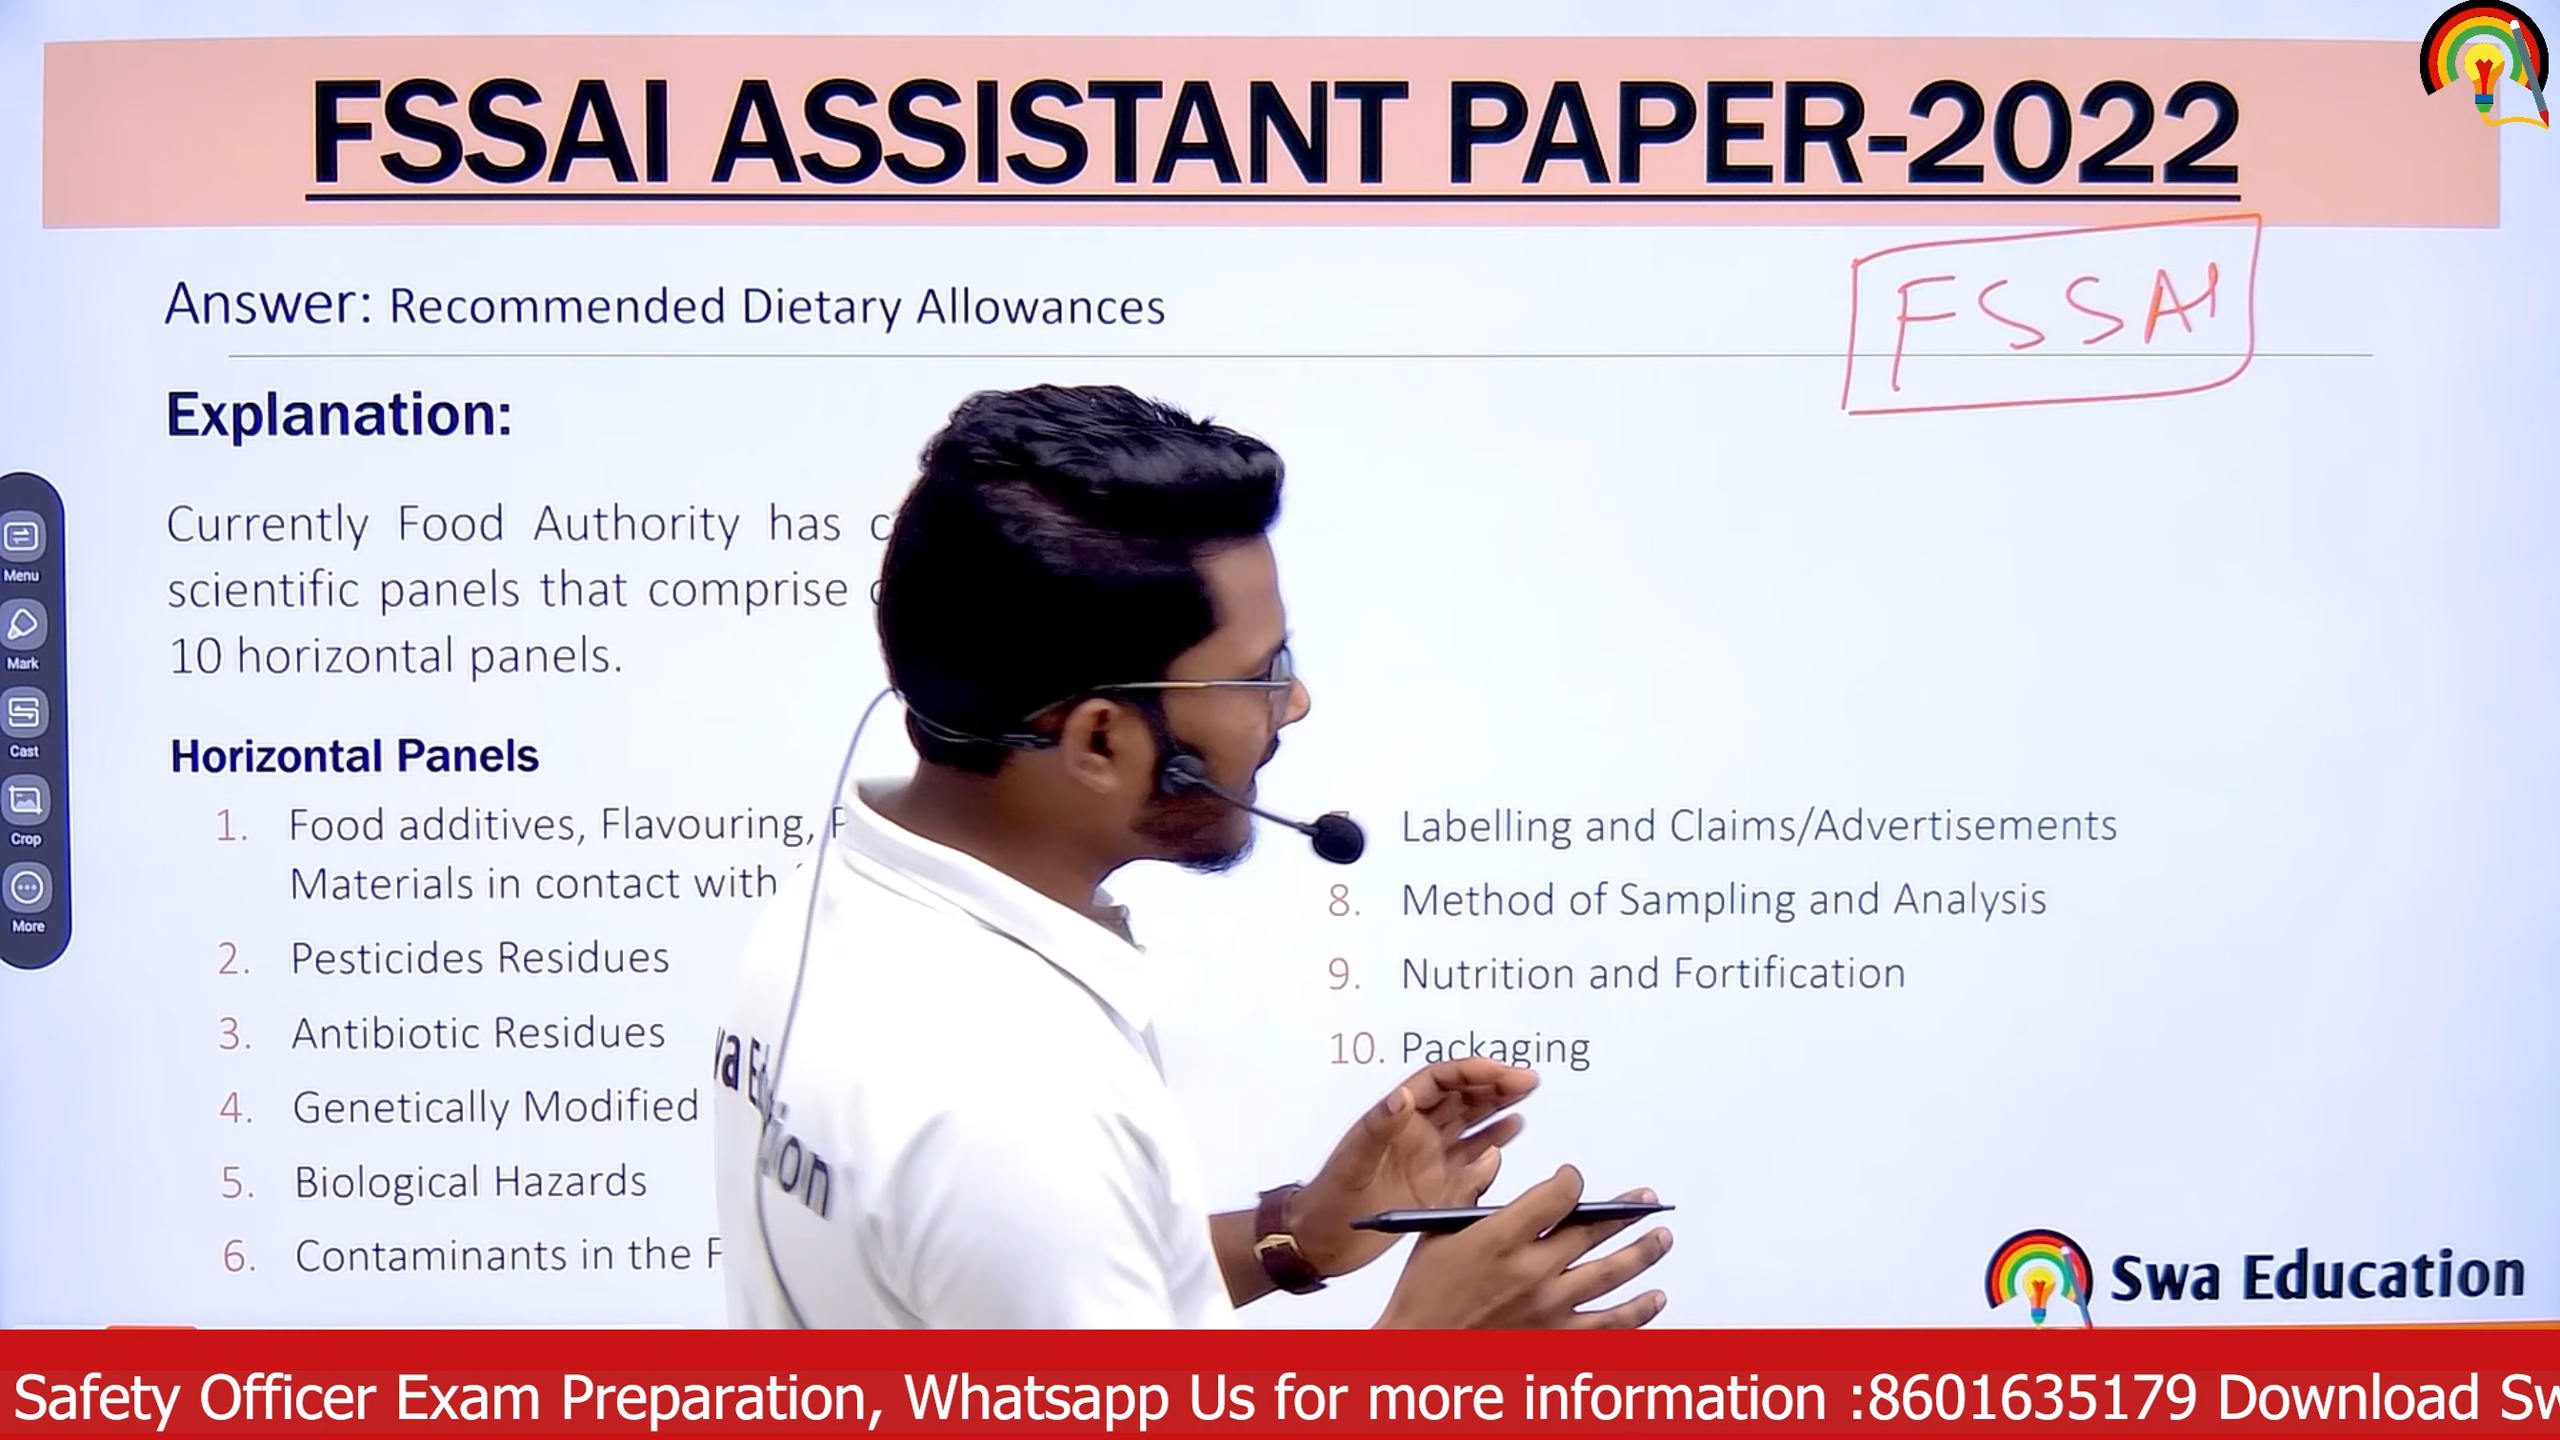 FSSAI ASSISTANT PAPER-2022
FSSAI
Answer: Recommended Dietary Allowances
Explanation:
Currently Food Authority has
scientific panels that comprise
10 horizontal panels.
Horizontal Panels
1. Food additives, Flavouring,
Materials in contact with
2. Pesticides Residues
3. Antibiotic Residues
4. Genetically Modified
5. Biological Hazards
6. Contaminants in the
Labelling and Claims/Advertisements
8. Method of Sampling and Analysis
9. Nutrition and Fortification
10. Packaging
Menu
Mark
Cast
Crop
More
Swa Education
Safety Officer Exam Preparation, Whatsapp Us for more information :8601635179 Download